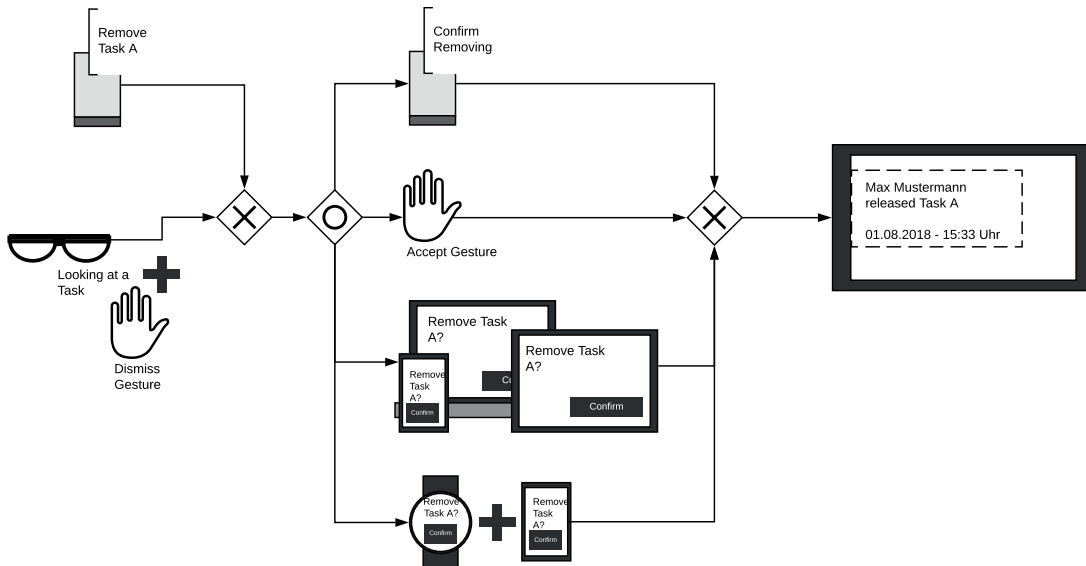 Remove
Task A
Confirm
Removing
Looking at a
Task
Dismiss
Gesture
Accept Gesture
Remove Task
A?
Remove
Task
A?
Confirm
Remove Task
A?
Confirm
Remove
Task A?
Confirm
Remove
Task
A?
Confirm
Max Mustermann
released Task A
01.08.2018 - 15:33 Uhr